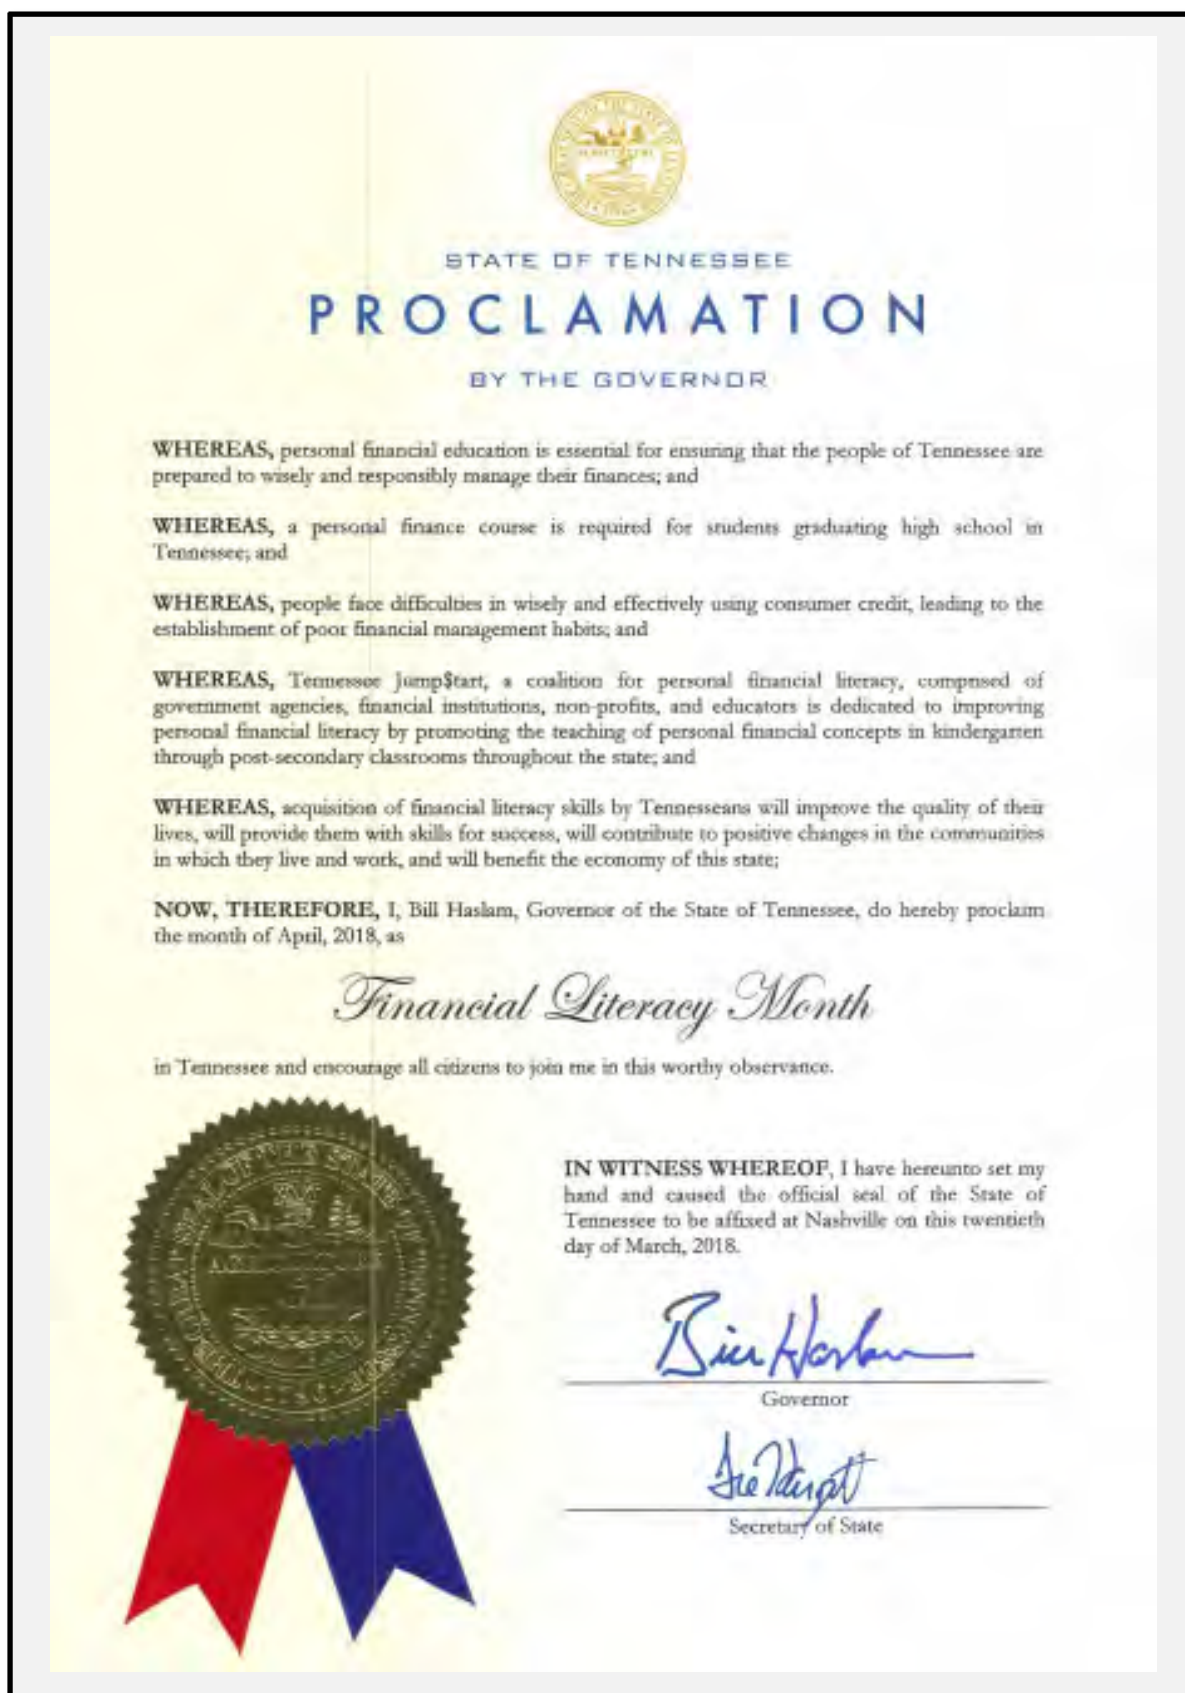 STATE OF TENNESSEE
PROCLAMATION
BY THE GOVERNOR
WHEREAS, personal financial education is essential for ensuring that the people of Tennessee are
prepared to wisely and responsibly manage their finances; and
WHEREAS, a personal finance course is required for students graduating high school in
Tennessee; and
WHEREAS, people face difficulties in wisely and effectively using consumer credit, leading to the
establishment of poor financial management habits; and
WHEREAS, Tennessee Jump$tart, a coalition for personal financial literacy, comprised of
government agencies, financial institutions, non-profits, and educators is dedicated to improving
personal financial literacy by promoting the teaching of personal financial concepts in kindergarten
through post-secondary classrooms throughout the state; and
WHEREAS, acquisition of financial literacy skills by Tennesseans will improve the quality of their
lives, will provide them with skills for success, will contribute to positive changes in the communities
in which they live and work, and will benefit the economy of this state;
NOW, THEREFORE, I, Bill Haslam, Governor of the State of Tennessee, do hereby proclaim
the month of April, 2018, as
Financial Literacy Month
in Tennessee and encourage all citizens to join me in this worthy observance.
IN WITNESS WHEREOF, I have hereunto set my
hand and caused the official seal of the State of
Tennessee to be affixed at Nashville on this twentieth
day of March, 2018.
Bill Haslam
Governor
Tre Hargett
Secretary of State